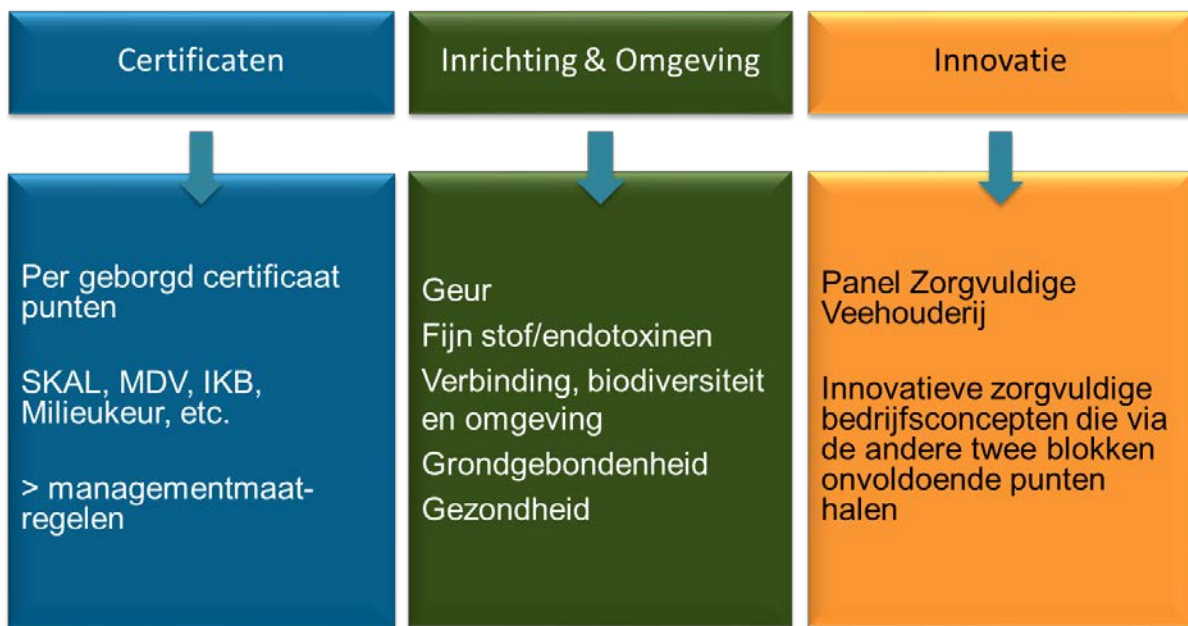 Certificaten
Inrichting & Omgeving
Innovatie
Per geborgd certificaat
punten
SKAL, MDV, IKB,
Milieukeur, etc.
> managementmaat-
regelen
Geur
Fijn stof/endotoxinen
Verbinding, biodiversiteit
en omgeving
Grondgebondenheid
Gezondheid
Panel Zorgvuldige
Veehouderij
Innovatieve zorgvuldige
bedrijfsconcepten die via
de andere twee blokken
onvoldoende punten
halen